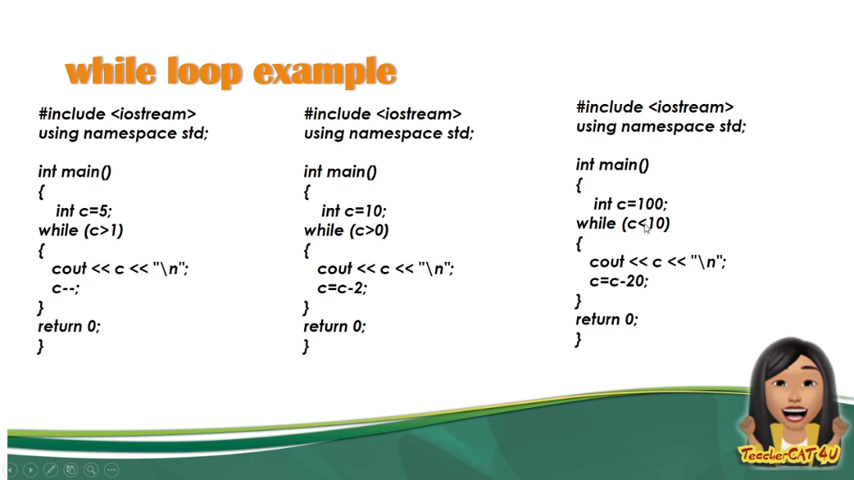 while loop example
#include <iostream>
using namespace std;
int main()
{
int c=5;
while (c>1)
{
cout << c << "\n";
c--;
}
return 0;
}
#include <iostream>
using namespace std;
int main()
{
int c=10;
while (c>0)
{
cout << c << "\n";
c=c-2;
}
return 0;
}
#include <iostream>
using namespace std;
int main()
{
int c=100;
while (c<10)
{
cout << c << "\n";
c=c-20;
}
return 0;
}
TeacherCAT 4U